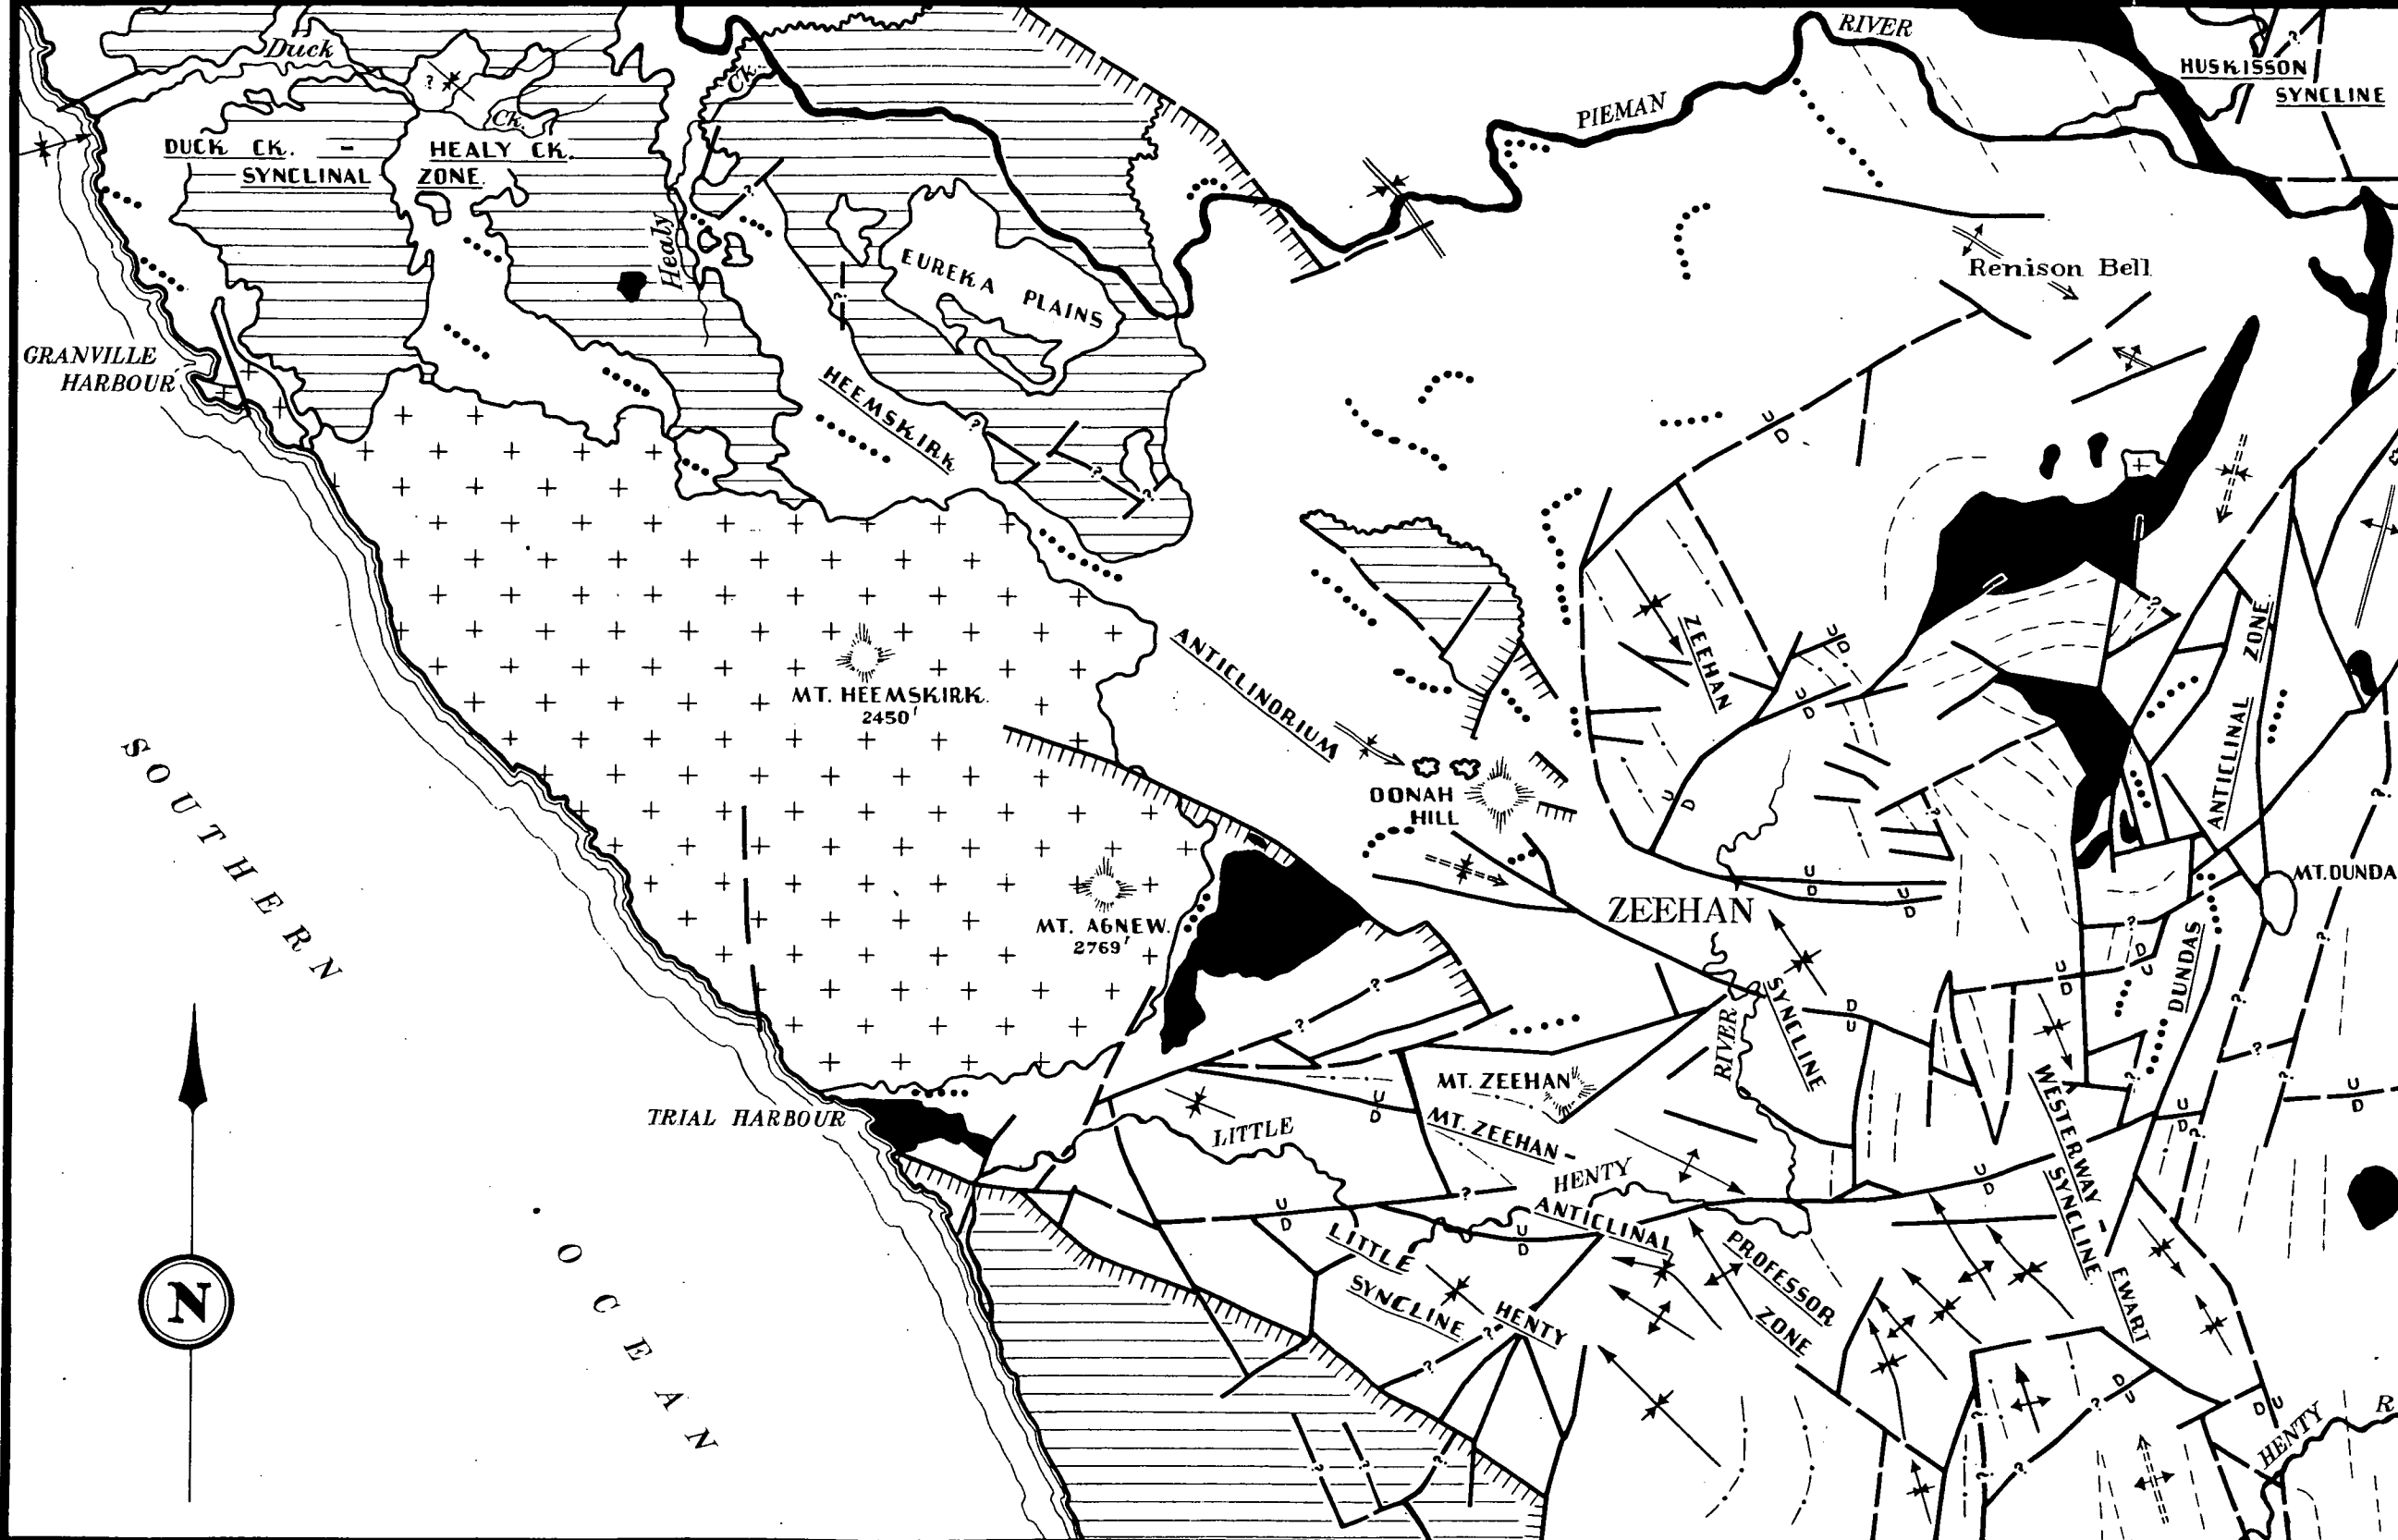 RIVER
Duck
HUSKISSON
SYNCLINE
Ck.
PIEMAN
Ck.
DUCK CK. - HEALY CK.
SYNCLINAL ZONE
Healy
EUREKA PLAINS
Renison Bell
GRANVILLE
HARBOUR
HEEMSKIRK
ANTICLINORIUM
ZEEHAN
ZONE
MT. HEEMSKIRK.
2450'
ANTICLINAL
OONAH
HILL
SOUTHERN
ZEEHAN
MT. DUNDA
MT. AGNEW.
2769'
DUNDAS
SYNCLINE
RIVER
MT. ZEEHAN
TRIAL HARBOUR
LITTLE
MT. ZEEHAN -
HENTY
WESTERWAY -
SYNCLINE
ANTICLINAL
LITTLE
SYNCLINE
HENTY
PROFESSOR
ZONE
EWART
OCEAN
N
HENTY R